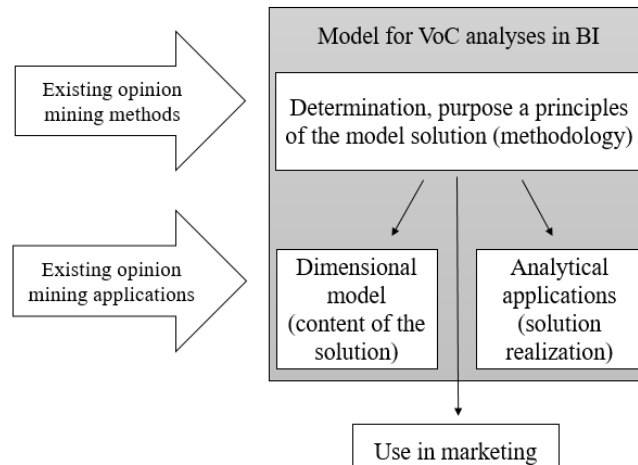 Model for VoC analyses in BI
Existing opinion
mining methods
Determination, purpose a principles
of the model solution (methodology)
Existing opinion
mining applications
Dimensional
model
(content of the
solution)
Analytical
applications
(solution
realization)
Use in marketing